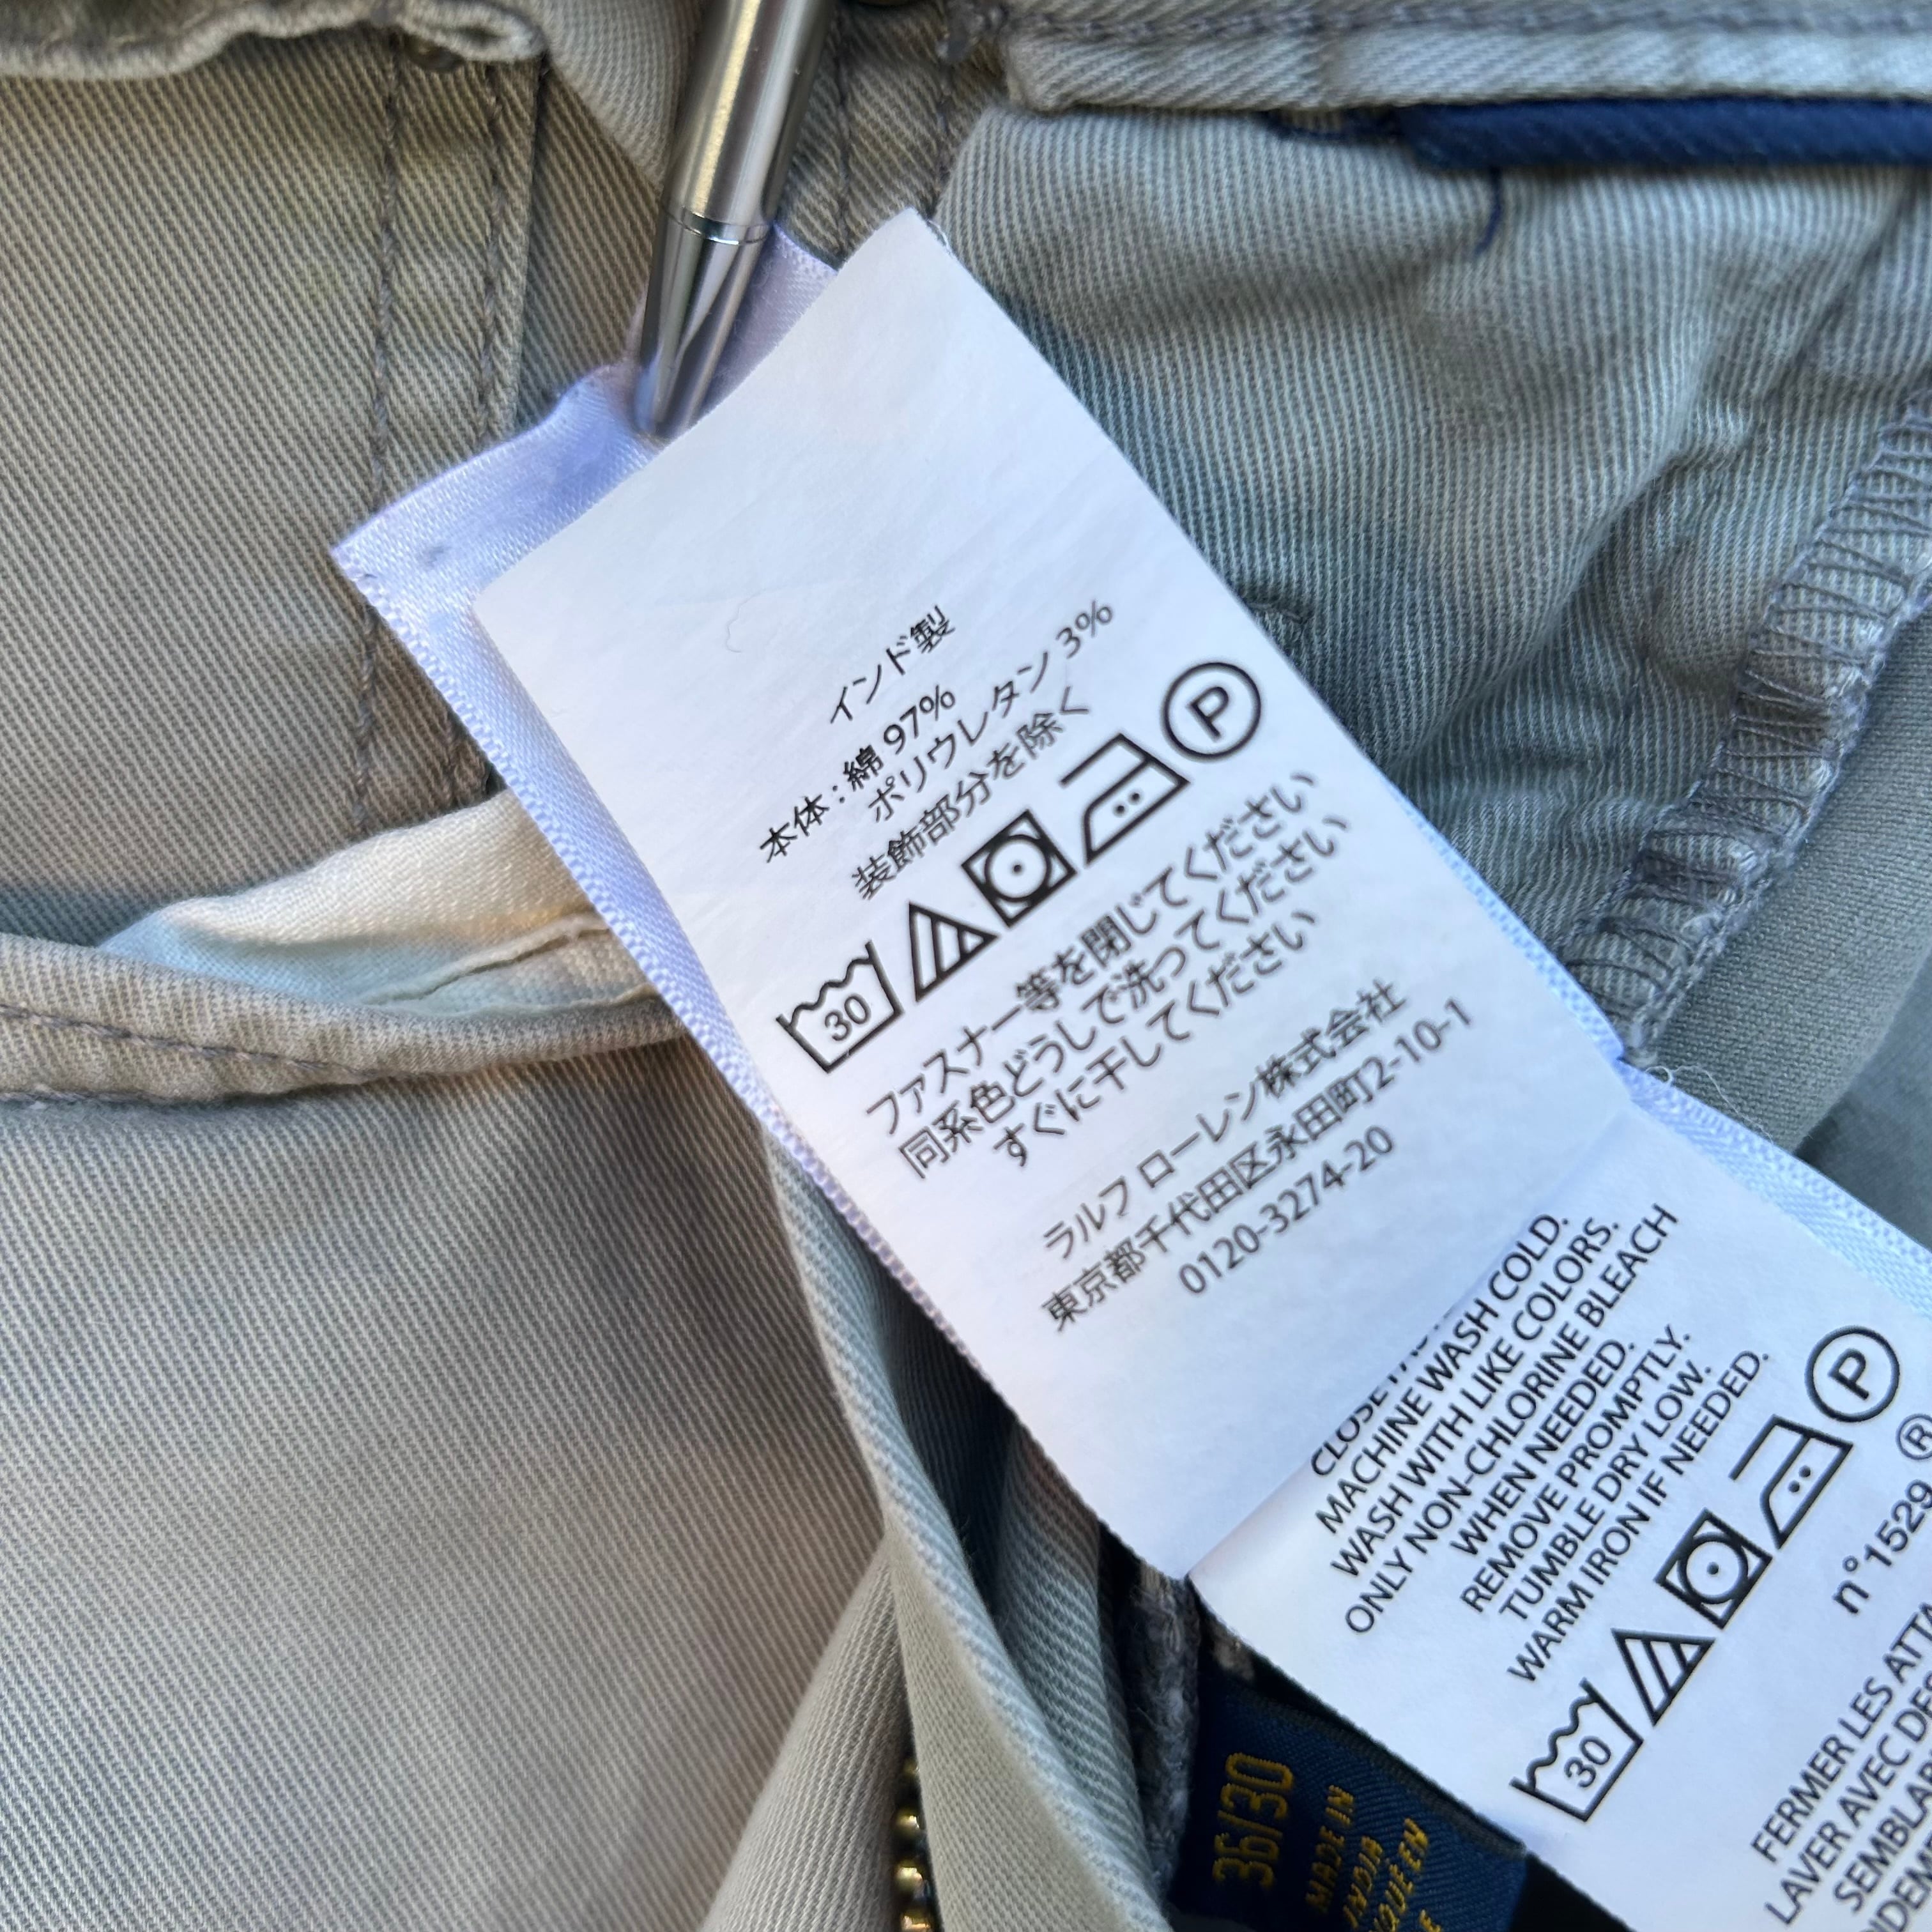 インド製
本体 : 綿 97%
ポリウレタン 3%
装飾部分を除く
P
30
ファスナー等を閉じてください
同系色どうしで洗ってください
すぐに干してください
ラルフ ローレン株式会社
東京都千代田区永田町2-10-1
0120-3274-20
CLOSE
MACHINE WASH COLD.
WASH WITH LIKE COLORS.
ONLY NON-CHLORINE BLEACH
WHEN NEEDED.
REMOVE PROMPTLY.
TUMBLE DRY LOW.
WARM IRON IF NEEDED.
P
30
n°1529 ®
FERMER LES
LAVER AVEC
36/30
MADE IN
INDIA